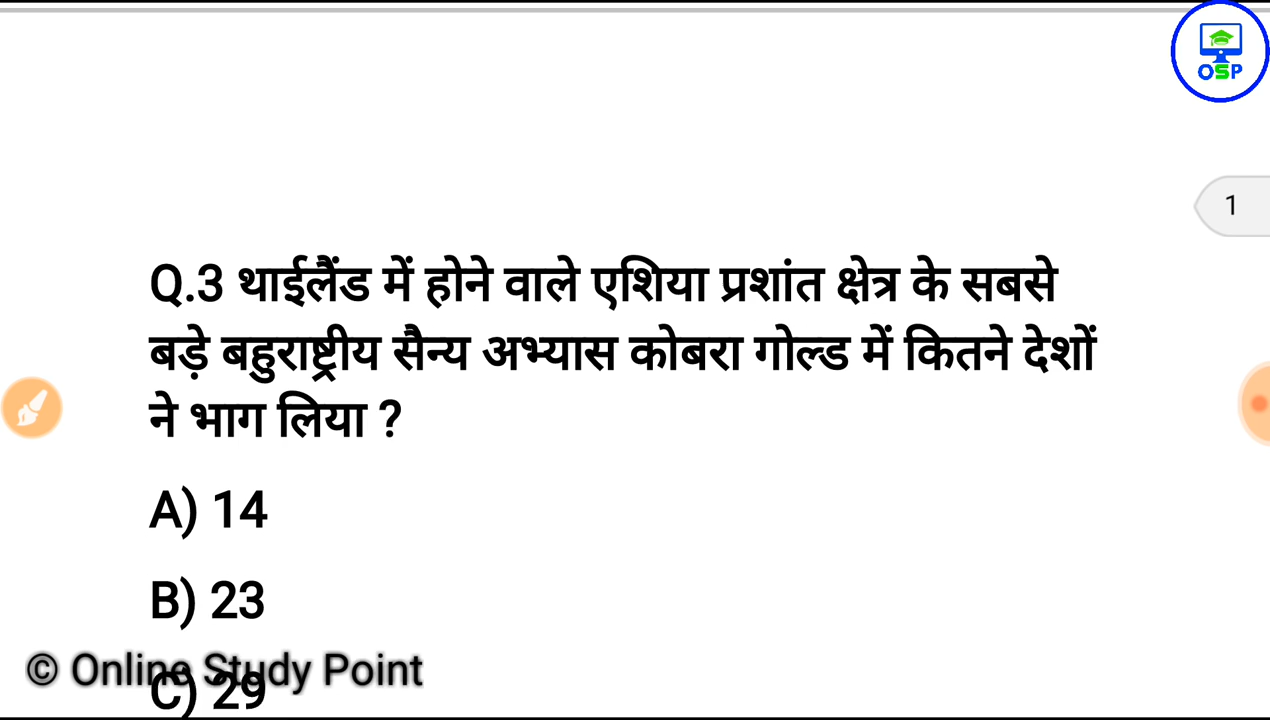 OSP
1
Q.3 थाईलैंड में होने वाले एशिया प्रशांत क्षेत्र के सबसे
बड़े बहुराष्ट्रीय सैन्य अभ्यास कोबरा गोल्ड में कितने देशों
ने भाग लिया ?
A) 14
B) 23
© Online Study Point
C) 29